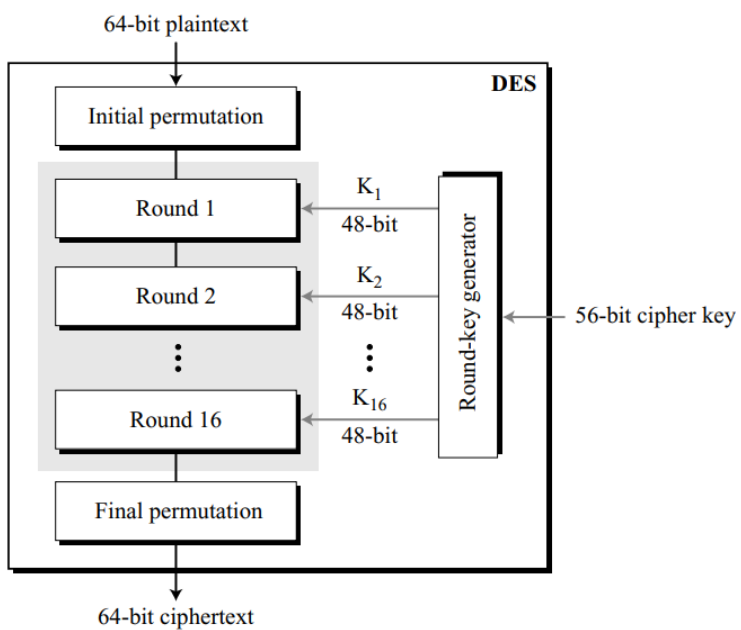 64-bit plaintext
DES
Initial permutation
Round 1
K1
48-bit
Round 2
K2
48-bit
Round 16
K16
48-bit
Round-key generator
56-bit cipher key
Final permutation
64-bit ciphertext